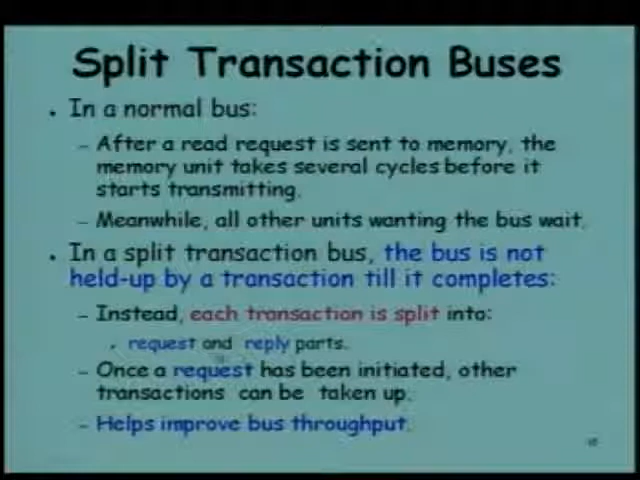 Split Transaction Buses
• In a normal bus:
– After a read request is sent to memory, the
memory unit takes several cycles before it
starts transmitting.
– Meanwhile, all other units wanting the bus wait.
• In a split transaction bus, the bus is not
held-up by a transaction till it completes:
– Instead, each transaction is split into:
• request and reply parts.
– Once a request has been initiated, other
transactions can be taken up.
– Helps improve bus throughput.